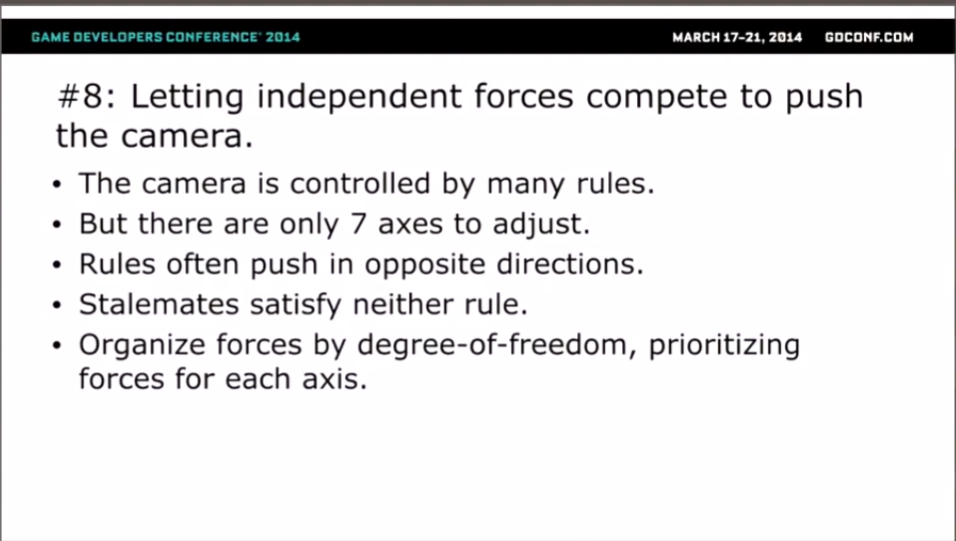 GAME DEVELOPERS CONFERENCE® 2014
MARCH 17–21, 2014 GDCONF.COM
#8: Letting independent forces compete to push
the camera.
• The camera is controlled by many rules.
• But there are only 7 axes to adjust.
• Rules often push in opposite directions.
• Stalemates satisfy neither rule.
• Organize forces by degree-of-freedom, prioritizing
forces for each axis.